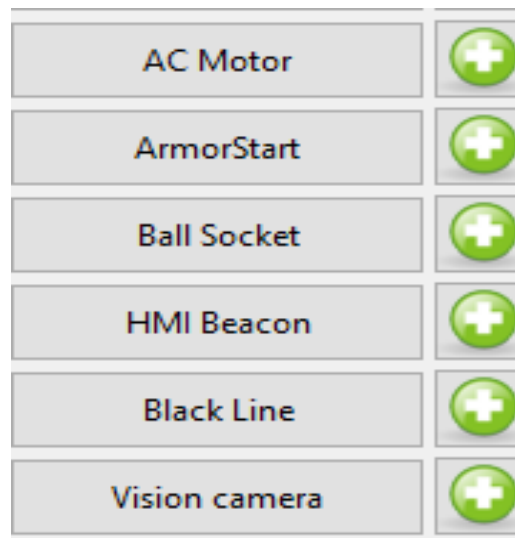 AC Motor
ArmorStart
Ball Socket
HMI Beacon
Black Line
Vision camera